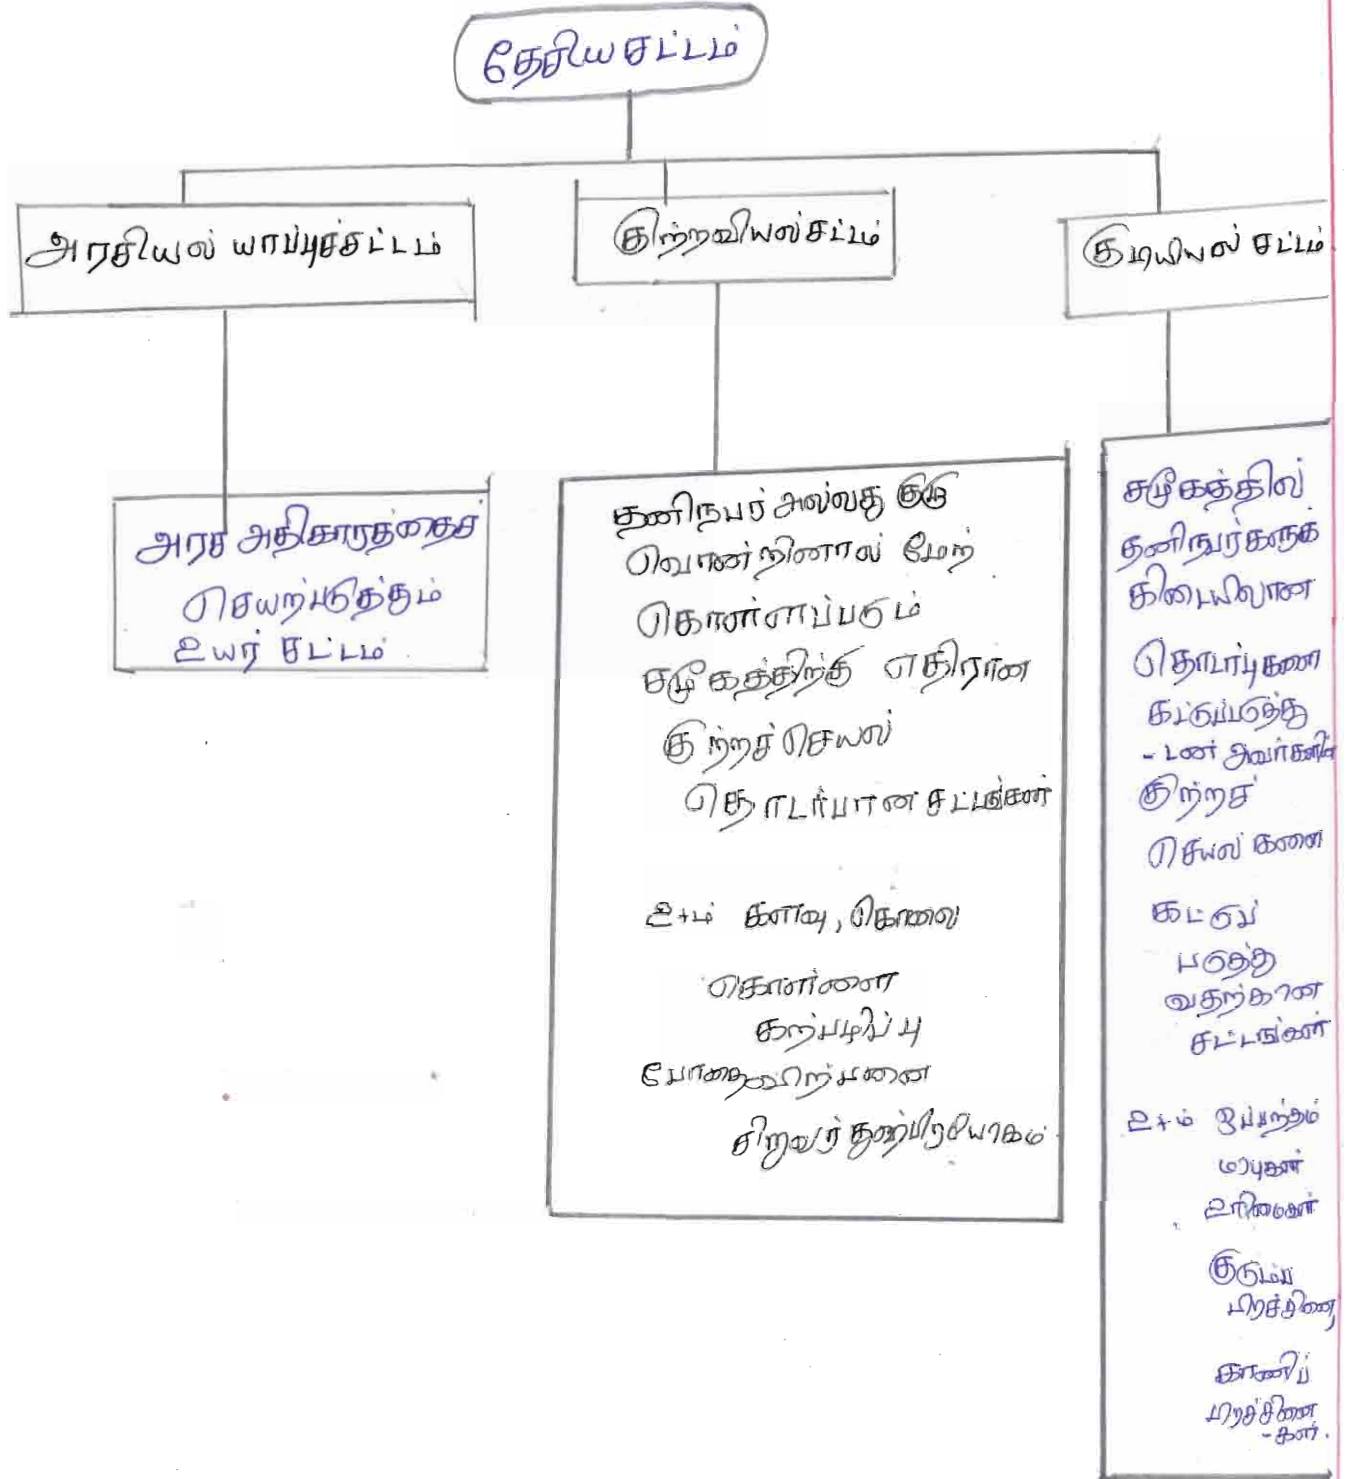 தேசிய சட்டம்
அரசியல் யாப்புச்சட்டம்
குற்றவியல் சட்டம்
குடியியல் சட்டம்
அரச அதிகாரத்தைச்
செயற்படுத்தும்
உயர் சட்டம்
தனிநபர் அல்லது குழு
வொன்றினால் மேற்
கொள்ளப்படும்
சமூகத்திற்கு எதிரான
குற்றச் செயல்
தொடர்பான சட்டங்கள்
உ+ம் களவு, கொலை
கொள்ளை
கற்பழிப்பு
போதைவிற்பனை
சிறுவர் துஷ்பிரயோகம்
சமூகத்தில்
தனிநபர்களுக்
கிடையிலான
தொடர்புகளை
கட்டுப்படுத்து
-டன் அவர்களின்
குற்றச்
செயல்களை
கட்டுப்
படுத்து
வதற்கான
சட்டங்கள்
உ+ம் ஒப்பந்தம்
மரபுகள்
உரிமைகள்
குடும்ப
பிரச்சினை,
காணிப்
பிரச்சினை
-கள்.